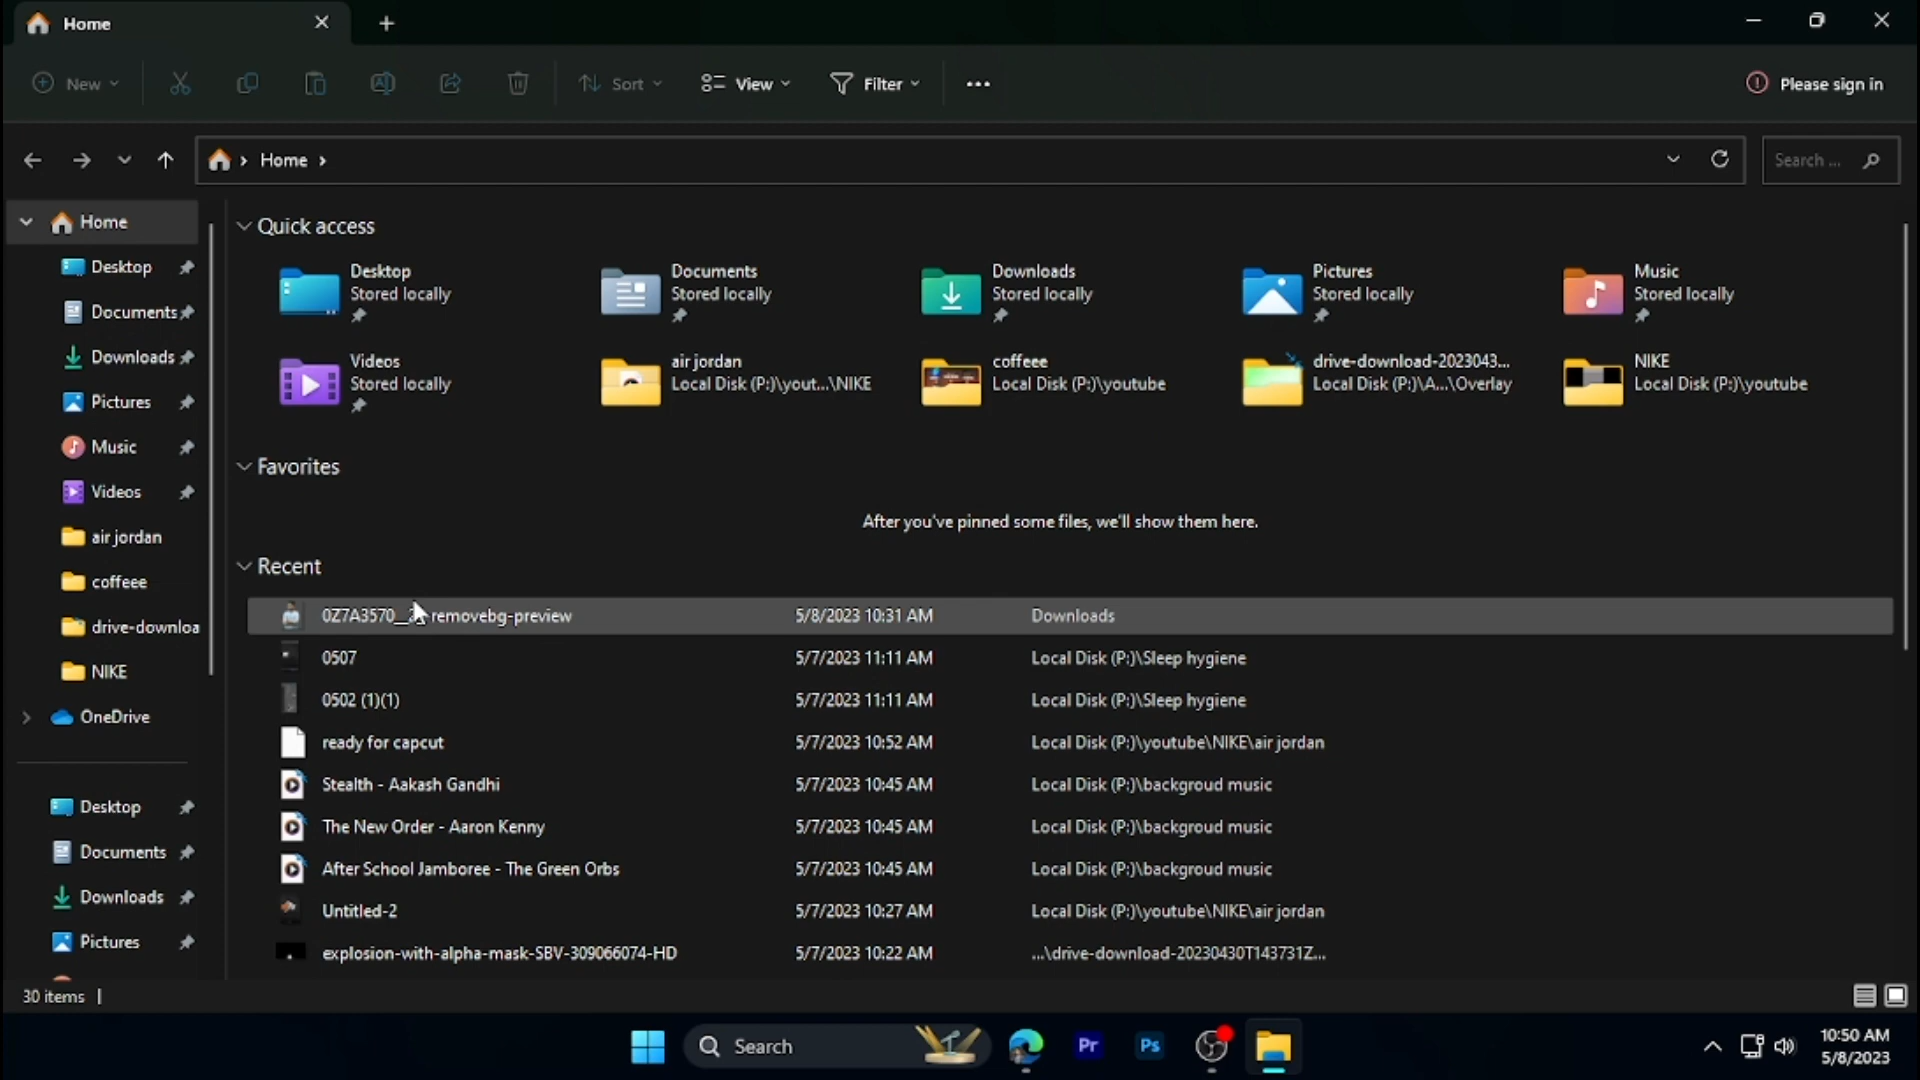 Home
New
Sort
View
Filter
Please sign in
Home
Search ...
Home
Desktop
Documents
Downloads
Pictures
Music
Videos
air jordan
coffeee
drive-downloa
NIKE
OneDrive
Desktop
Documents
Downloads
Pictures
Quick access
Desktop
Stored locally
Documents
Stored locally
Downloads
Stored locally
Pictures
Stored locally
Music
Stored locally
Videos
Stored locally
air jordan
Local Disk (P:)\yout...\NIKE
coffeee
Local Disk (P:)\youtube
drive-download-2023043...
Local Disk (P:)\A...\Overlay
NIKE
Local Disk (P:)\youtube
Favorites
After you've pinned some files, we'll show them here.
Recent
removebg-preview 5/8/2023 10:31 AM Downloads
0507 5/7/2023 11:11 AM Local Disk (P:)\Sleep hygiene
0502 (1)(1) 5/7/2023 11:11 AM Local Disk (P:)\Sleep hygiene
ready for capcut 5/7/2023 10:52 AM Local Disk (P:)\youtube\NIKE\air jordan
Stealth - Aakash Gandhi 5/7/2023 10:45 AM Local Disk (P:)\backgroud music
The New Order - Aaron Kenny 5/7/2023 10:45 AM Local Disk (P:)\backgroud music
After School Jamboree - The Green Orbs 5/7/2023 10:45 AM Local Disk (P:)\backgroud music
Untitled-2 5/7/2023 10:27 AM Local Disk (P:)\youtube\NIKE\air jordan
explosion-with-alpha-mask-SBV-309066074-HD 5/7/2023 10:22 AM ...\drive-download-20230430T143731Z...
30 items
Search
Pr
Ps
10:50 AM
5/8/2023